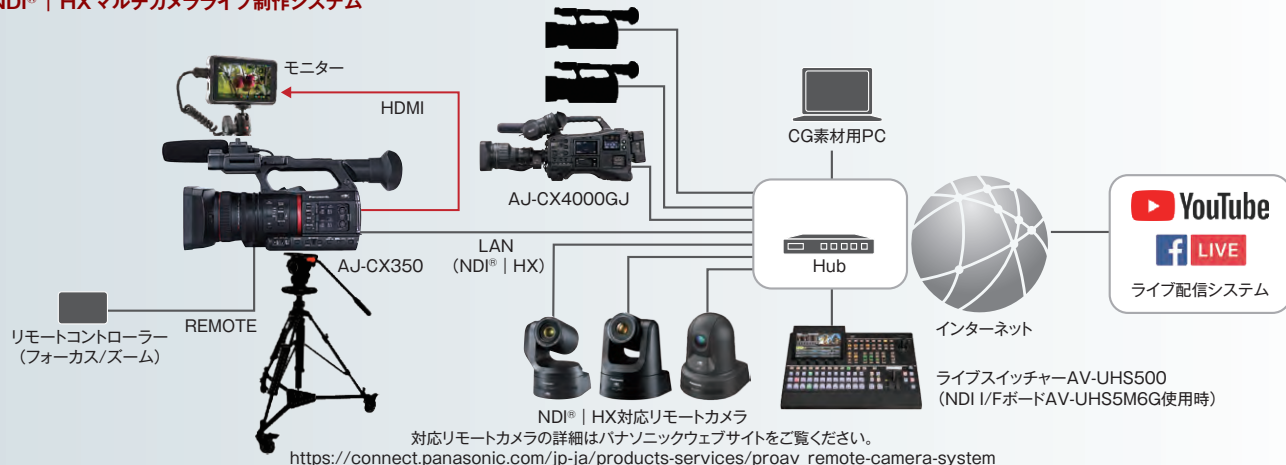 NDI®｜HX マルチカメラライブ制作システム
モニター
HDMI
AJ-CX4000GJ
CG素材用PC
YouTube
f LIVE
ライブ配信システム
LAN
（NDI®｜HX）
Hub
AJ-CX350
インターネット
REMOTE
リモートコントローラー
（フォーカス/ズーム）
NDI®｜HX対応リモートカメラ
ライブスイッチャーAV-UHS500
（NDI I/FボードAV-UHS5M6G使用時）
対応リモートカメラの詳細はパナソニックウェブサイトをご覧ください。
https://connect.panasonic.com/jp-ja/products-services/proav_remote-camera-system